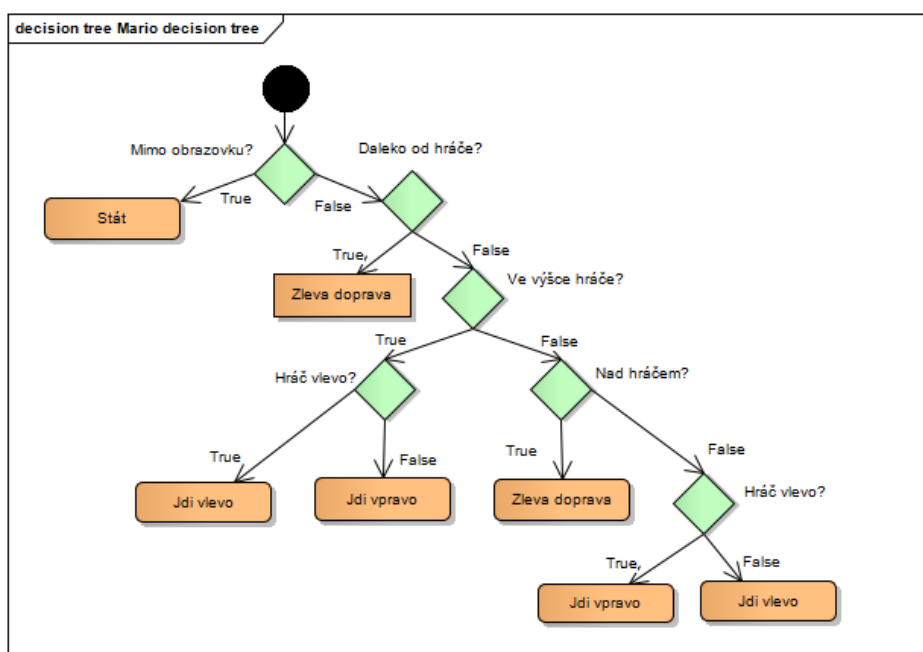 decision tree Mario decision tree
Mimo obrazovku?
Daleko od hráče?
True
False
Stát
True,
False
Zleva doprava
Ve výšce hráče?
True
False
Hráč vlevo?
Nad hráčem?
True
False
True
False
Jdi vlevo
Jdi vpravo
Zleva doprava
Hráč vlevo?
True,
False
Jdi vpravo
Jdi vlevo